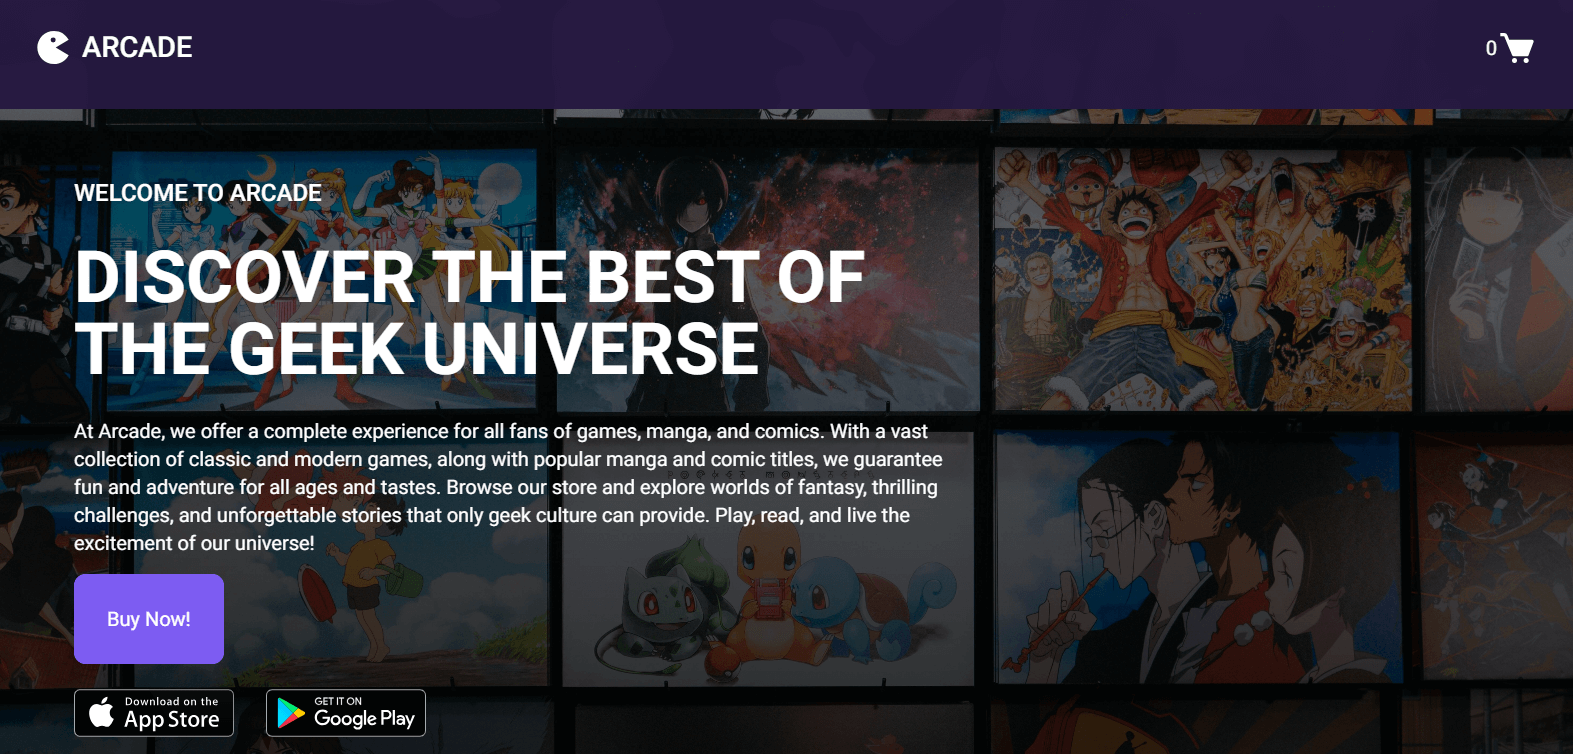 ARCADE
0
WELCOME TO ARCADE
DISCOVER THE BEST OF
THE GEEK UNIVERSE
At Arcade, we offer a complete experience for all fans of games, manga, and comics. With a vast
collection of classic and modern games, along with popular manga and comic titles, we guarantee
fun and adventure for all ages and tastes. Browse our store and explore worlds of fantasy, thrilling
challenges, and unforgettable stories that only geek culture can provide. Play, read, and live the
excitement of our universe!
Buy Now!
Download on the
App Store
GET IT ON
Google Play